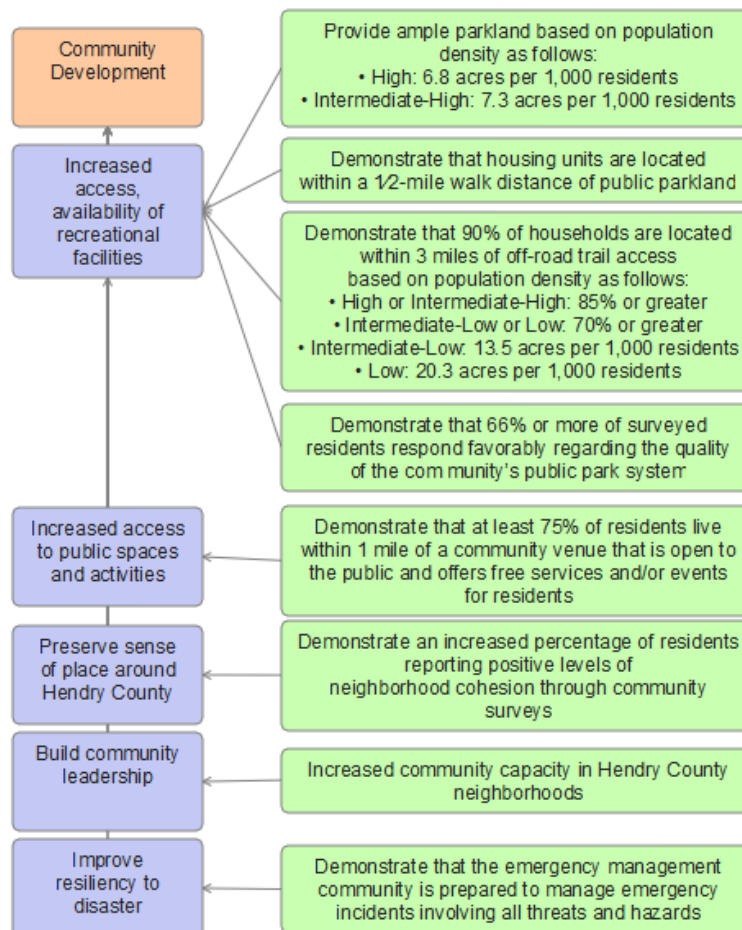 Community
Development
Increased
access,
availability of
recreational
facilities
Provide ample parkland based on population
density as follows:
• High: 6.8 acres per 1,000 residents
• Intermediate-High: 7.3 acres per 1,000 residents
Demonstrate that housing units are located
within a 1⁄2-mile walk distance of public parkland
Demonstrate that 90% of households are located
within 3 miles of off-road trail access
based on population density as follows:
• High or Intermediate-High: 85% or greater
• Intermediate-Low or Low: 70% or greater
• Intermediate-Low: 13.5 acres per 1,000 residents
• Low: 20.3 acres per 1,000 residents
Demonstrate that 66% or more of surveyed
residents respond favorably regarding the quality
of the community's public park system
Increased access
to public spaces
and activities
Demonstrate that at least 75% of residents live
within 1 mile of a community venue that is open to
the public and offers free services and/or events
for residents
Preserve sense
of place around
Hendry County
Demonstrate an increased percentage of residents
reporting positive levels of
neighborhood cohesion through community
surveys
Build community
leadership
Increased community capacity in Hendry County
neighborhoods
Improve
resiliency to
disaster
Demonstrate that the emergency management
community is prepared to manage emergency
incidents involving all threats and hazards